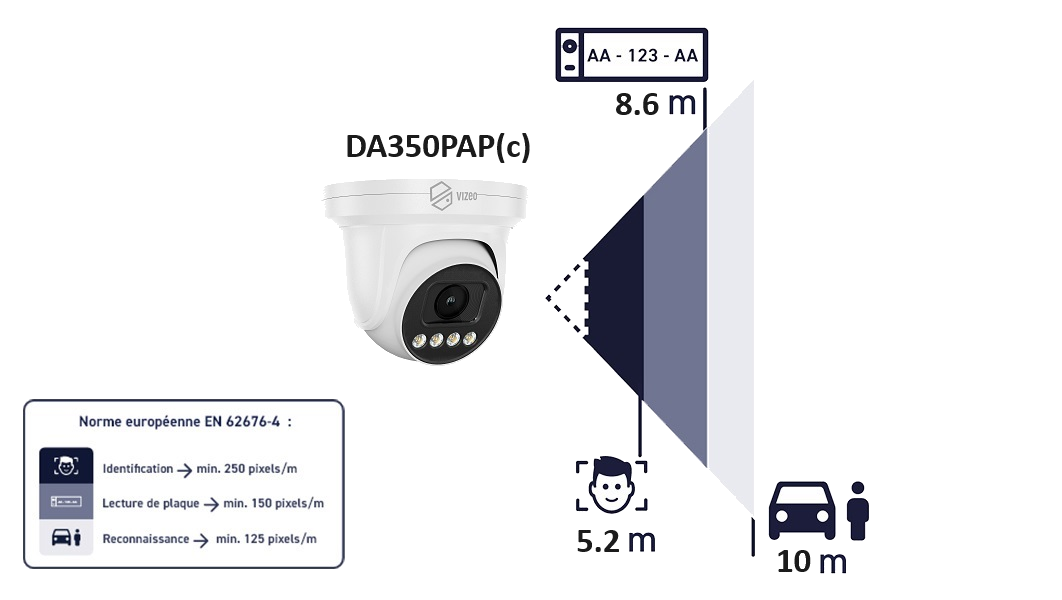 AA - 123 - AA
8.6 m
DA350PAP(c)
VIZEO
Norme européenne EN 62676-4 :
Identification → min. 250 pixels/m
Lecture de plaque → min. 150 pixels/m
Reconnaissance → min. 125 pixels/m
5.2 m
10 m